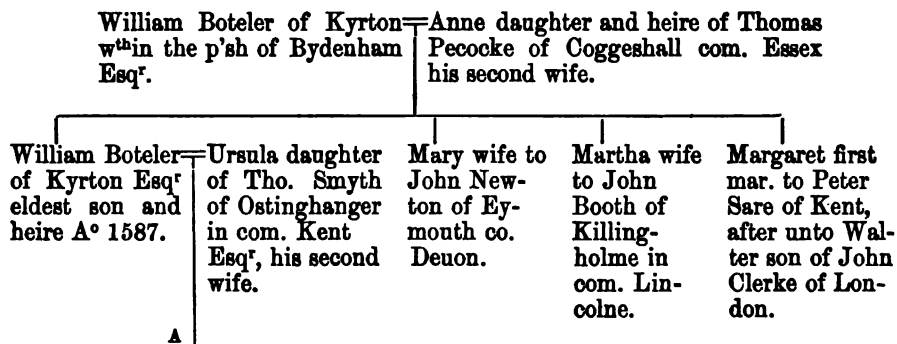 William Boteler of Kyrton
wthin the p'sh of Bydenham
Esqr.
Anne daughter and heire of Thomas
Pecocke of Coggeshall com. Essex
his second wife.
William Boteler
of Kyrton Esqr
eldest son and
heire Ao 1587.
Ursula daughter
of Tho. Smyth
of Ostinghanger
in com. Kent
Esqr, his second
wife.
Mary wife to
John New-
ton of Ey-
mouth co.
Deuon.
Martha wife
to John
Booth of
Killing-
holme in
com. Lin-
colne.
Margaret first
mar. to Peter
Sare of Kent,
after unto Wal-
ter son of John
Clerke of Lon-
don.
A